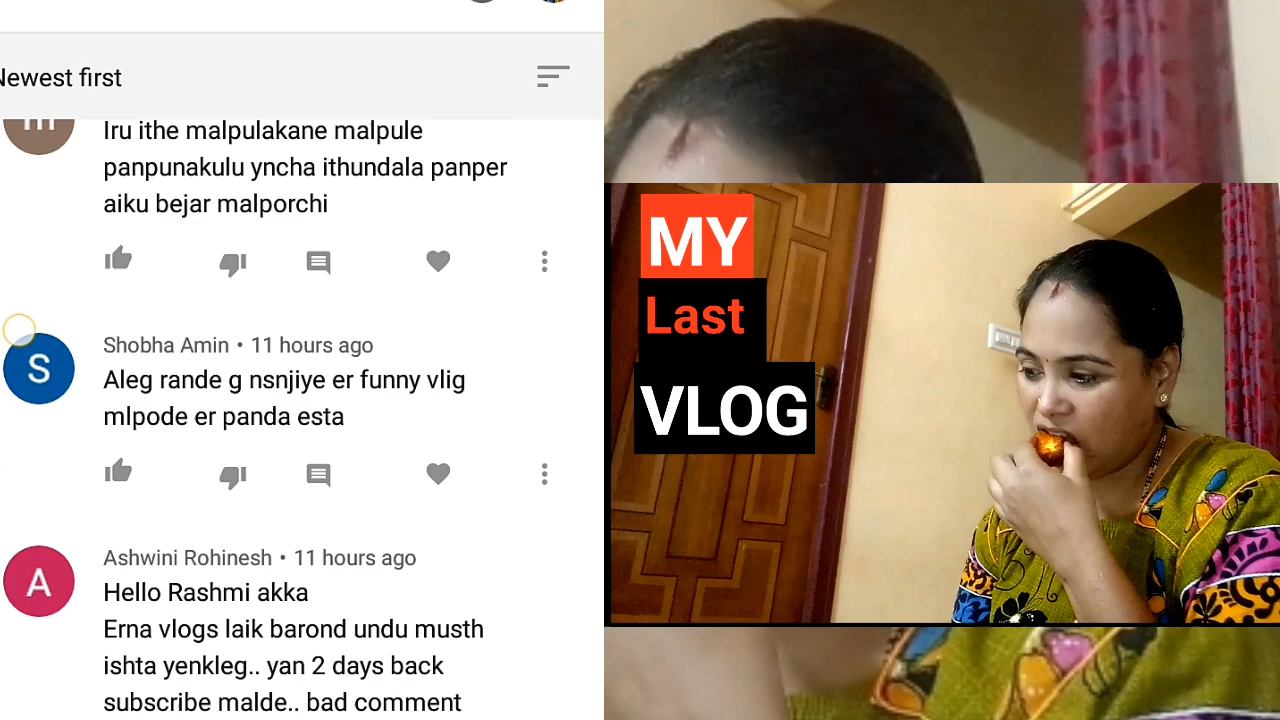 Newest first
Iru ithe malpulakane malpule
panpunakulu yncha ithundala panper
aiku bejar malporchi
S
Shobha Amin • 11 hours ago
Aleg rande g nsnjiye er funny vlig
mlpode er panda esta
A
Ashwini Rohinesh • 11 hours ago
Hello Rashmi akka
Erna vlogs laik barond undu musth
ishta yenkleg.. yan 2 days back
subscribe malde.. bad comment
MY
Last
VLOG